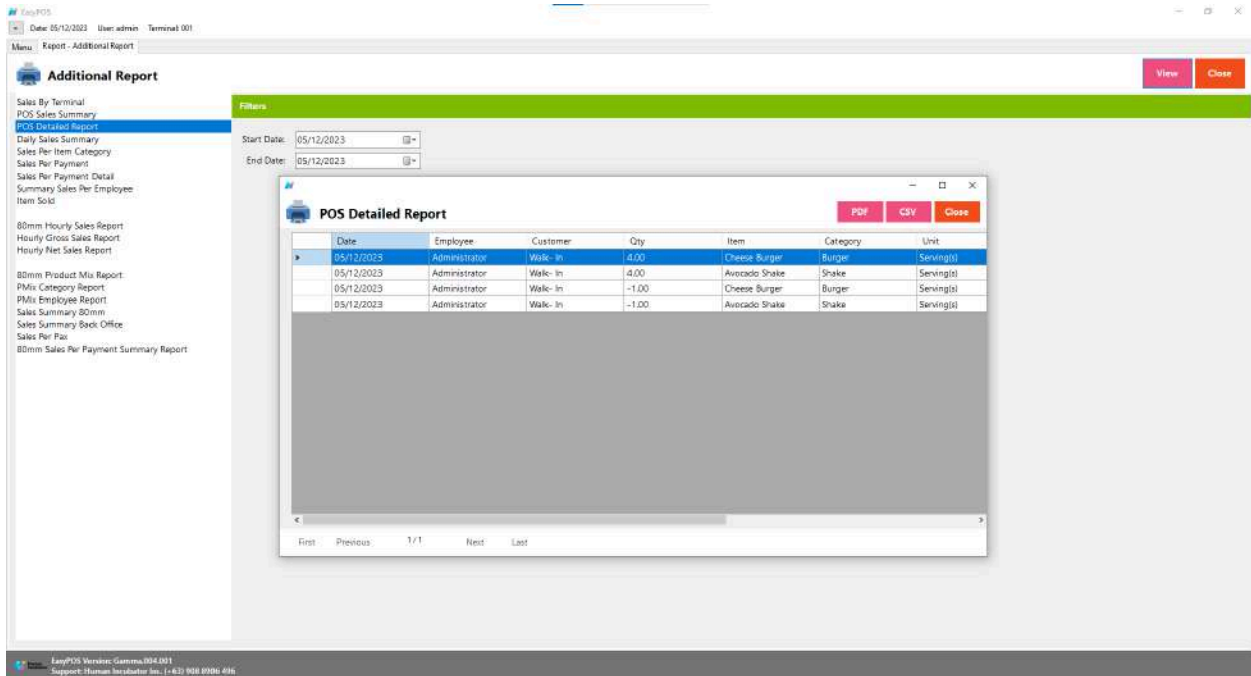 EasyPOS
Date: 05/12/2023 User: admin Terminal: 001
Menu Report - Additional Report
Additional Report
View Close
Sales By Terminal
POS Sales Summary
POS Detailed Report
Daily Sales Summary
Sales Per Item Category
Sales Per Payment
Sales Per Payment Detail
Summary Sales Per Employee
Item Sold
80mm Hourly Sales Report
Hourly Gross Sales Report
Hourly Net Sales Report
80mm Product Mix Report
PMix Category Report
PMix Employee Report
Sales Summary 80mm
Sales Summary Back Office
Sales Per Pax
80mm Sales Per Payment Summary Report
Filters
Start Date: 05/12/2023
End Date: 05/12/2023
POS Detailed Report
PDF CSV Close
Date Employee Customer Qty Item Category Unit
05/12/2023 Administrator Walk- In 4.00 Cheese Burger Burger Serving(s)
05/12/2023 Administrator Walk- In 4.00 Avocado Shake Shake Serving(s)
05/12/2023 Administrator Walk- In -1.00 Cheese Burger Burger Serving(s)
05/12/2023 Administrator Walk- In -1.00 Avocado Shake Shake Serving(s)
First Previous 1 / 1 Next Last
EasyPOS Version: Gamma.004.001
Support: Human Incubator Inc. (+63) 908 8906 496